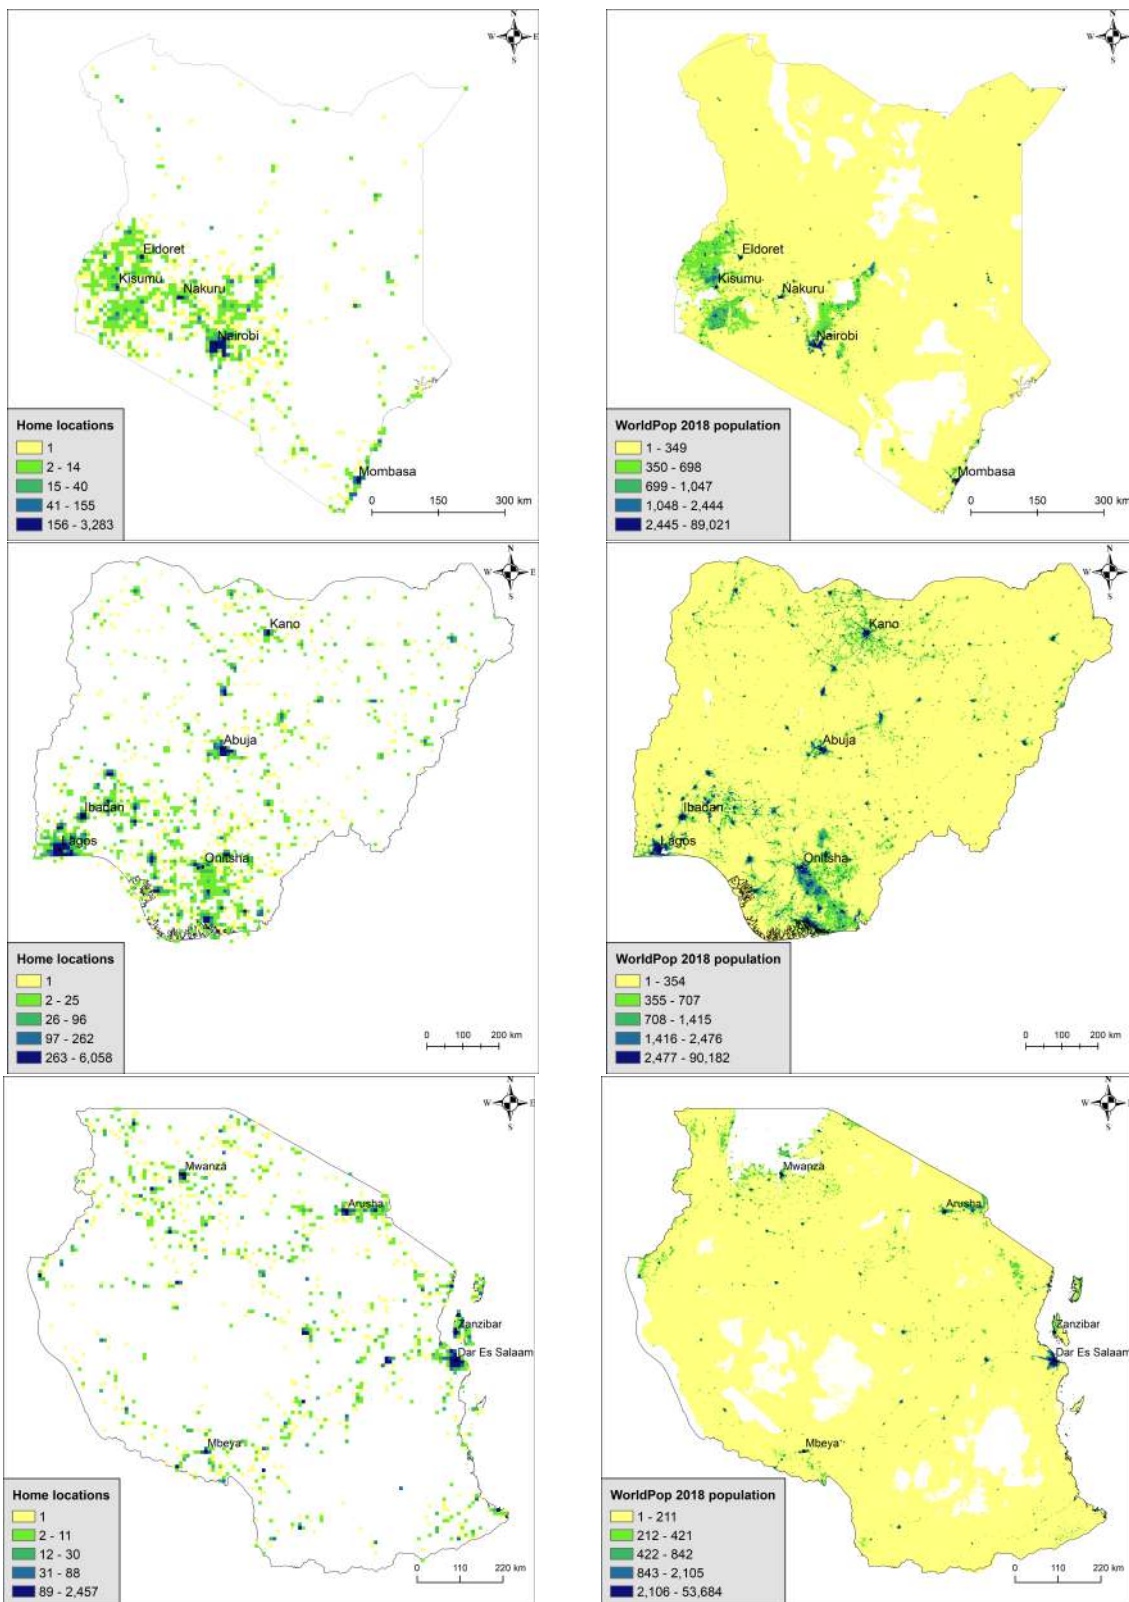 N
W E
S
Eldoret
Kisumu
Nakuru
Nairobi
Mombasa
Home locations
1
2 - 14
15 - 40
41 - 155
156 - 3,283
0 150 300 km
N
W E
S
Eldoret
Kisumu
Nakuru
Nairobi
Mombasa
WorldPop 2018 population
1 - 349
350 - 698
699 - 1,047
1,048 - 2,444
2,445 - 89,021
0 150 300 km
N
W E
S
Kano
Abuja
Ibadan
Lagos
Onitsha
Home locations
1
2 - 25
26 - 96
97 - 262
263 - 6,058
0 100 200 km
N
W E
S
Kano
Abuja
Ibadan
Lagos
Onitsha
WorldPop 2018 population
1 - 354
355 - 707
708 - 1,415
1,416 - 2,476
2,477 - 90,182
0 100 200 km
N
W E
S
Mwanza
Arusha
Zanzibar
Dar Es Salaam
Mbeya
Home locations
1
2 - 11
12 - 30
31 - 88
89 - 2,457
0 110 220 km
N
W E
S
Mwanza
Arusha
Zanzibar
Dar Es Salaam
Mbeya
WorldPop 2018 population
1 - 211
212 - 421
422 - 842
843 - 2,105
2,106 - 53,684
0 110 220 km